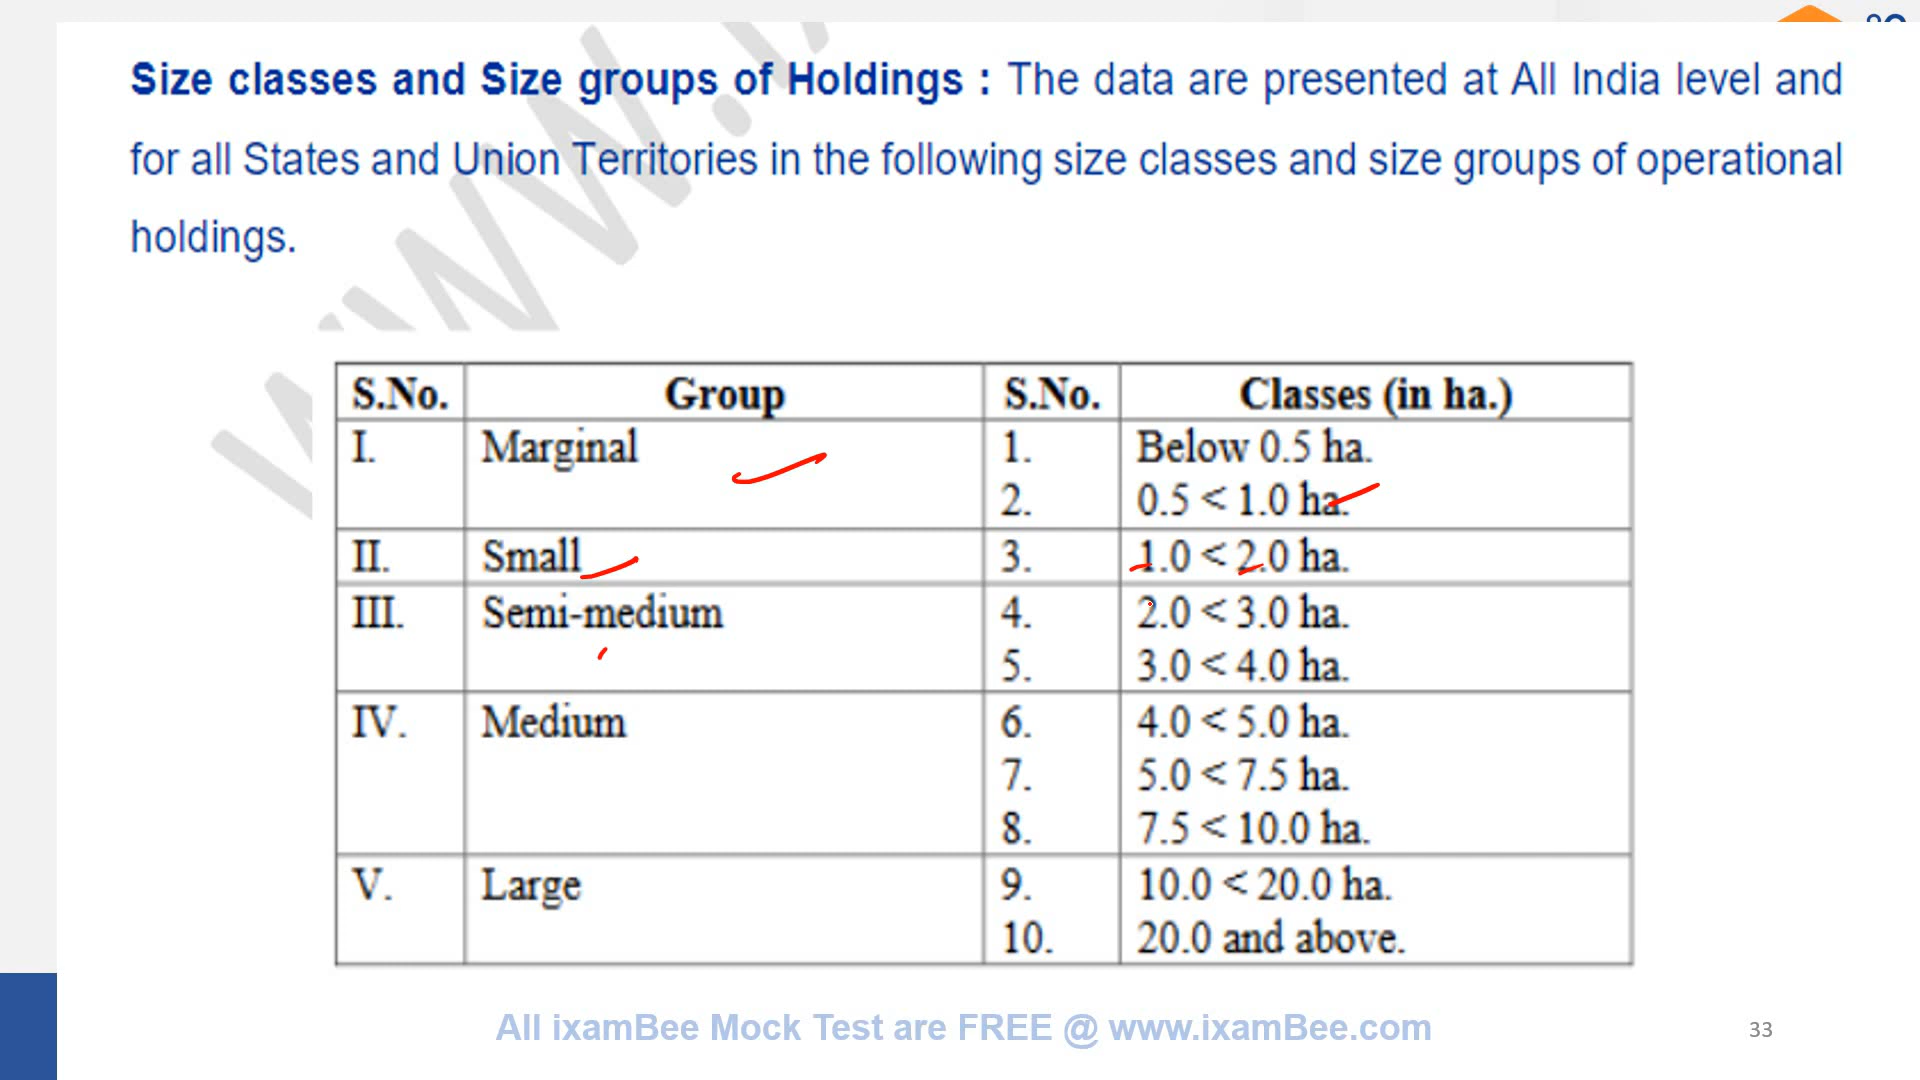 Size classes and Size groups of Holdings : The data are presented at All India level and
for all States and Union Territories in the following size classes and size groups of operational
holdings.
S.No. Group S.No. Classes (in ha.)
I. Marginal 1. Below 0.5 ha.
2. 0.5 < 1.0 ha.
II. Small 3. 1.0 < 2.0 ha.
III. Semi-medium 4. 2.0 < 3.0 ha.
5. 3.0 < 4.0 ha.
IV. Medium 6. 4.0 < 5.0 ha.
7. 5.0 < 7.5 ha.
8. 7.5 < 10.0 ha.
V. Large 9. 10.0 < 20.0 ha.
10. 20.0 and above.
All ixamBee Mock Test are FREE @ www.ixamBee.com
33